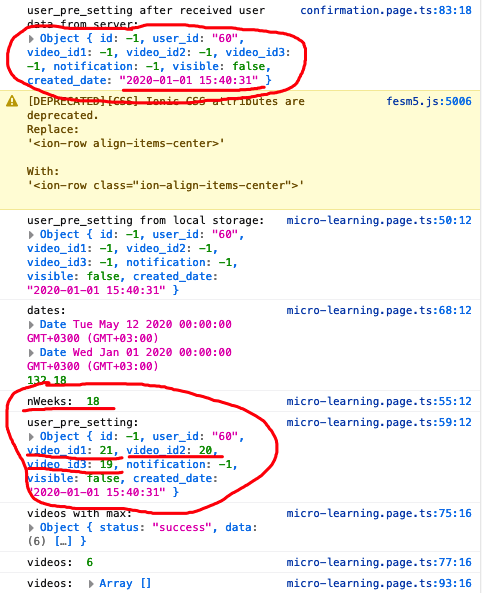 user_pre_setting after received user confirmation.page.ts:83:18
data from server:
▶ Object { id: -1, user_id: "60",
video_id1: -1, video_id2: -1, video_id3:
-1, notification: -1, visible: false,
created_date: "2020-01-01 15:40:31" }
[DEPRECATED][CSS] Ionic CSS attributes are fesm5.js:5006
deprecated.
Replace:
'<ion-row align-items-center>'
With:
'<ion-row class="ion-align-items-center">'
user_pre_setting from local storage: micro-learning.page.ts:50:12
▶ Object { id: -1, user_id: "60",
video_id1: -1, video_id2: -1,
video_id3: -1, notification: -1,
visible: false, created_date:
"2020-01-01 15:40:31" }
dates: micro-learning.page.ts:68:12
▶ Date Tue May 12 2020 00:00:00
GMT+0300 (GMT+03:00)
▶ Date Wed Jan 01 2020 00:00:00
GMT+0300 (GMT+03:00)
132 18
nWeeks: 18 micro-learning.page.ts:55:12
user_pre_setting: micro-learning.page.ts:59:12
▶ Object { id: -1, user_id: "60",
video_id1: 21, video_id2: 20,
video_id3: 19, notification: -1,
visible: false, created_date:
"2020-01-01 15:40:31" }
videos with max: micro-learning.page.ts:75:16
▶ Object { status: "success", data:
(6) […] }
videos: 6 micro-learning.page.ts:77:16
videos: ▶ Array [] micro-learning.page.ts:93:16